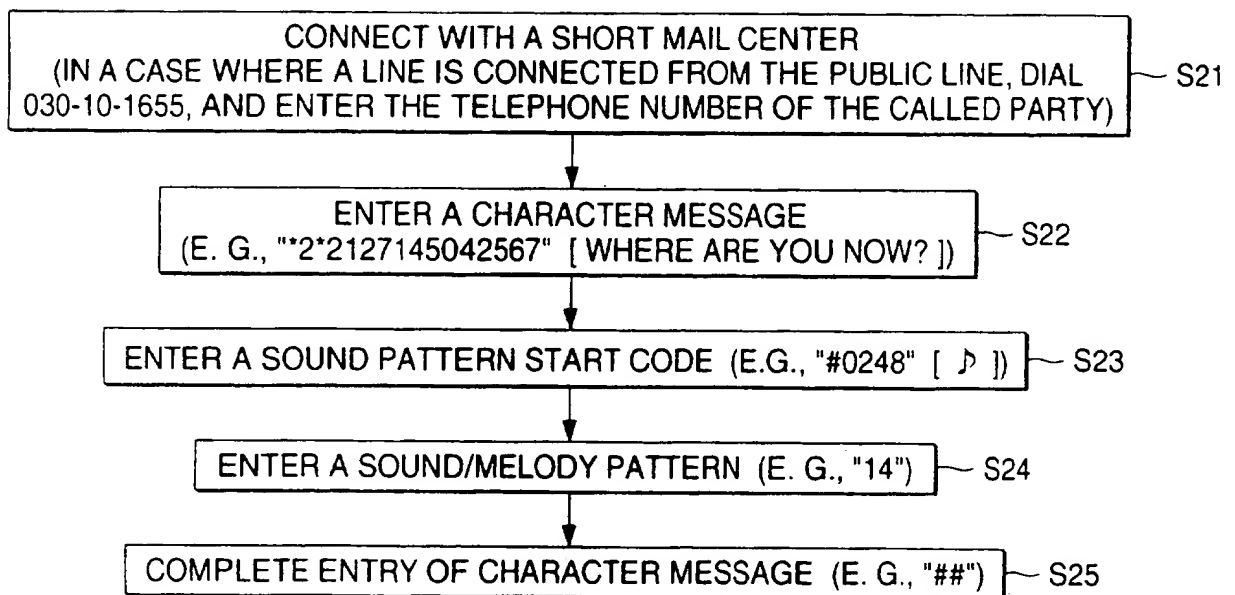 CONNECT WITH A SHORT MAIL CENTER
(IN A CASE WHERE A LINE IS CONNECTED FROM THE PUBLIC LINE, DIAL
030-10-1655, AND ENTER THE TELEPHONE NUMBER OF THE CALLED PARTY)
S21
ENTER A CHARACTER MESSAGE
(E. G., "*2*2127145042567" [ WHERE ARE YOU NOW? ])
S22
ENTER A SOUND PATTERN START CODE (E.G., "#0248" [ ♪ ])
S23
ENTER A SOUND/MELODY PATTERN (E. G., "14")
S24
COMPLETE ENTRY OF CHARACTER MESSAGE (E. G., "##")
S25